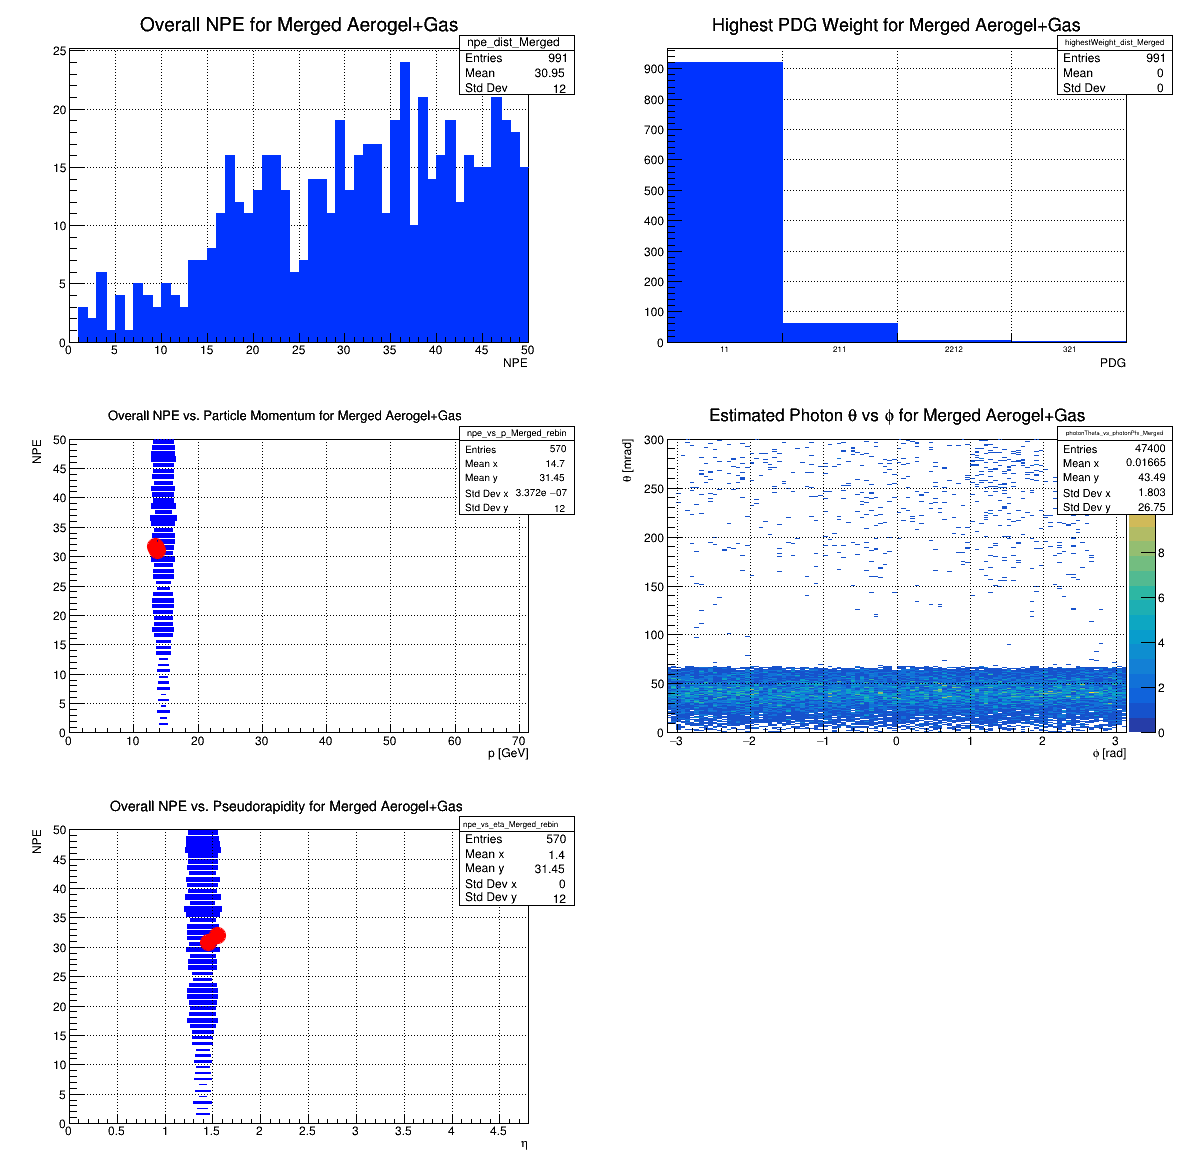 Overall NPE for Merged Aerogel+Gas
npe_dist_Merged
Entries 991
Mean 30.95
Std Dev 12
25
20
15
10
5
0
0 5 10 15 20 25 30 35 40 45 50
NPE
Highest PDG Weight for Merged Aerogel+Gas
highestWeight_dist_Merged
Entries 991
Mean 0
Std Dev 0
900
800
700
600
500
400
300
200
100
0
11 211 2212 321
PDG
Overall NPE vs. Particle Momentum for Merged Aerogel+Gas
npe_vs_p_Merged_rebin
Entries 570
Mean x 14.7
Mean y 31.45
Std Dev x 3.372e −07
Std Dev y 12
NPE
50
45
40
35
30
25
20
15
10
5
0
0 10 20 30 40 50 60 70
p [GeV]
Estimated Photon θ vs ϕ for Merged Aerogel+Gas
photonTheta_vs_photonPhi_Merged
Entries 47400
Mean x 0.01665
Mean y 43.49
Std Dev x 1.803
Std Dev y 26.75
θ [mrad]
300
250
200
150
100
50
0
−3 −2 −1 0 1 2 3
ϕ [rad]
8
6
4
2
0
Overall NPE vs. Pseudorapidity for Merged Aerogel+Gas
npe_vs_eta_Merged_rebin
Entries 570
Mean x 1.4
Mean y 31.45
Std Dev x 0
Std Dev y 12
NPE
50
45
40
35
30
25
20
15
10
5
0
0 0.5 1 1.5 2 2.5 3 3.5 4 4.5
η